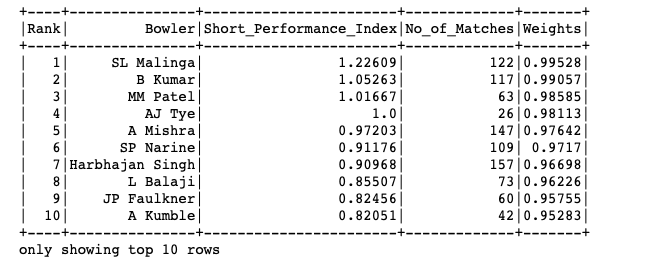 +----+---------------+-----------------------+-------------+-------+
|Rank|         Bowler|Short_Performance_Index|No_of_Matches|Weights|
+----+---------------+-----------------------+-------------+-------+
|   1|     SL Malinga|                1.22609|          122|0.99528|
|   2|        B Kumar|                1.05263|          117|0.99057|
|   3|       MM Patel|                1.01667|           63|0.98585|
|   4|         AJ Tye|                    1.0|           26|0.98113|
|   5|       A Mishra|                0.97203|          147|0.97642|
|   6|      SP Narine|                0.91176|          109| 0.9717|
|   7|Harbhajan Singh|                0.90968|          157|0.96698|
|   8|       L Balaji|                0.85507|           73|0.96226|
|   9|    JP Faulkner|                0.82456|           60|0.95755|
|  10|       A Kumble|                0.82051|           42|0.95283|
+----+---------------+-----------------------+-------------+-------+
only showing top 10 rows